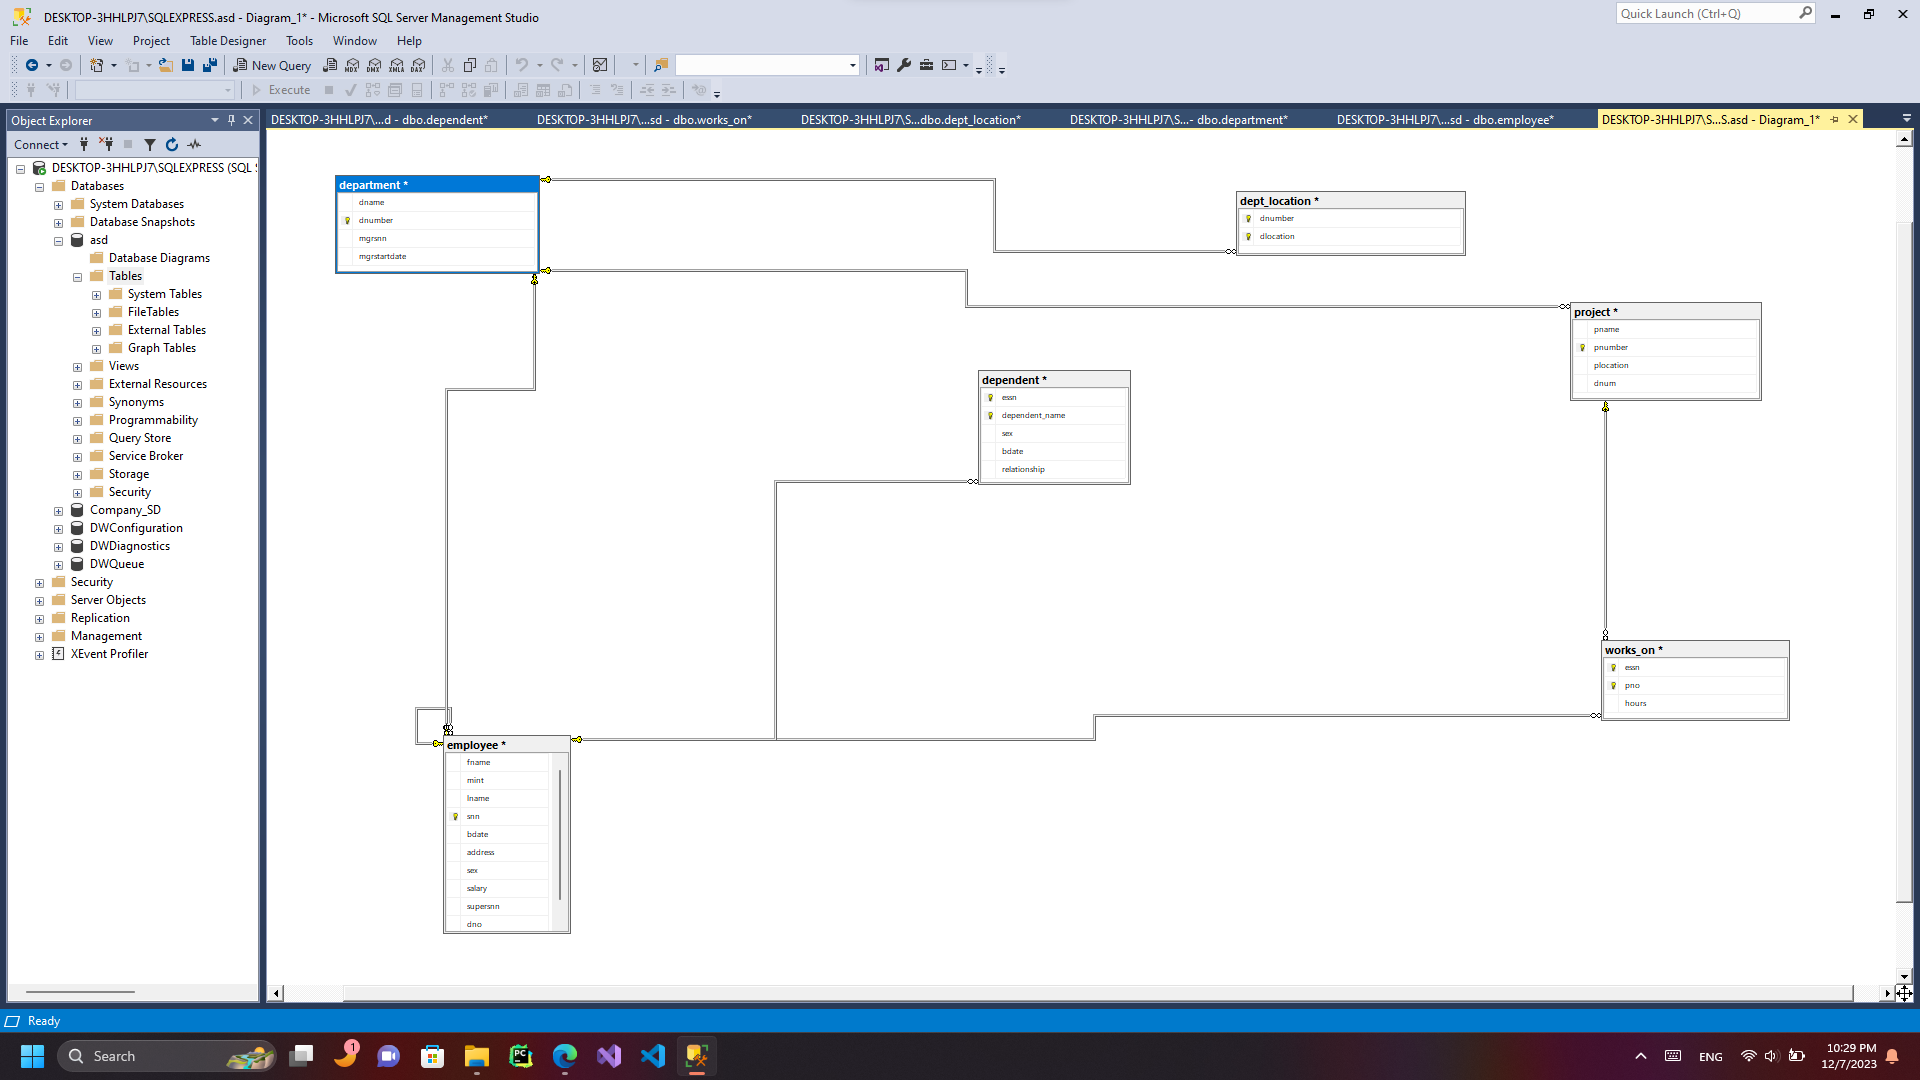 DESKTOP-3HHLPJ7\SQLEXPRESS.asd - Diagram_1* - Microsoft SQL Server Management Studio
Quick Launch (Ctrl+Q)
File Edit View Project Table Designer Tools Window Help
New Query
MDX DMX XMLA DAX
Execute
Object Explorer
DESKTOP-3HHLPJ7\...d - dbo.dependent*
DESKTOP-3HHLPJ7\...sd - dbo.works_on*
DESKTOP-3HHLPJ7\S...dbo.dept_location*
DESKTOP-3HHLPJ7\S...- dbo.department*
DESKTOP-3HHLPJ7\...sd - dbo.employee*
DESKTOP-3HHLPJ7\S...S.asd - Diagram_1*
Connect
DESKTOP-3HHLPJ7\SQLEXPRESS (SQL
Databases
System Databases
Database Snapshots
asd
Database Diagrams
Tables
System Tables
FileTables
External Tables
Graph Tables
Views
External Resources
Synonyms
Programmability
Query Store
Service Broker
Storage
Security
Company_SD
DWConfiguration
DWDiagnostics
DWQueue
Security
Server Objects
Replication
Management
XEvent Profiler
department *
dname
dnumber
mgrsnn
mgrstartdate
dept_location *
dnumber
dlocation
project *
pname
pnumber
plocation
dnum
dependent *
essn
dependent_name
sex
bdate
relationship
works_on *
essn
pno
hours
employee *
fname
mint
lname
snn
bdate
address
sex
salary
supersnn
dno
Ready
Search
1
PC
ENG
10:29 PM
12/7/2023